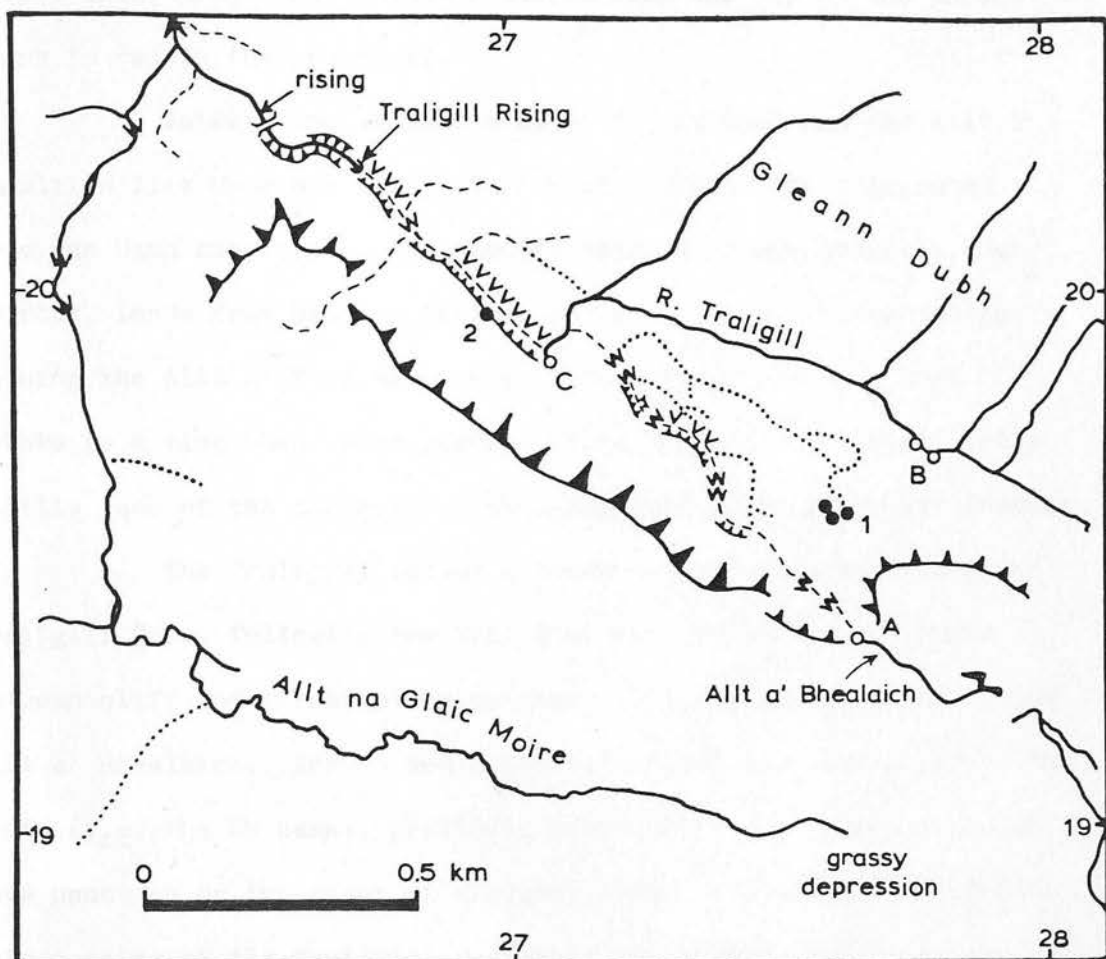 27
28
rising
Traligill Rising
Gleann Dubh
20
20
R. Traligill
2
C
B
1
A
Allt a' Bhealaich
Allt na Glaic Moire
19
19
0
0.5 km
grassy
depression
27
28